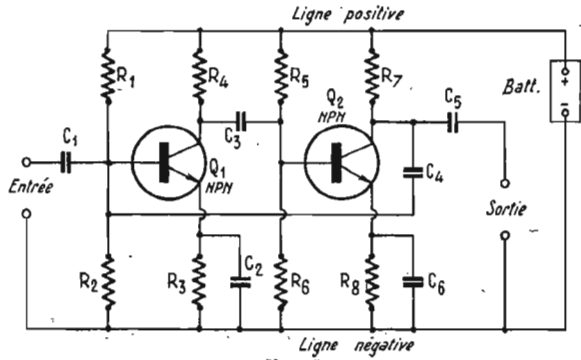 Ligne positive
R1
R4
R5
R7
Q2
NPN
C5
Batt.
+
−
C1
C3
Q1
NPN
C4
Entrée
Sortie
R2
R3
C2
R6
R8
C6
Ligne négative